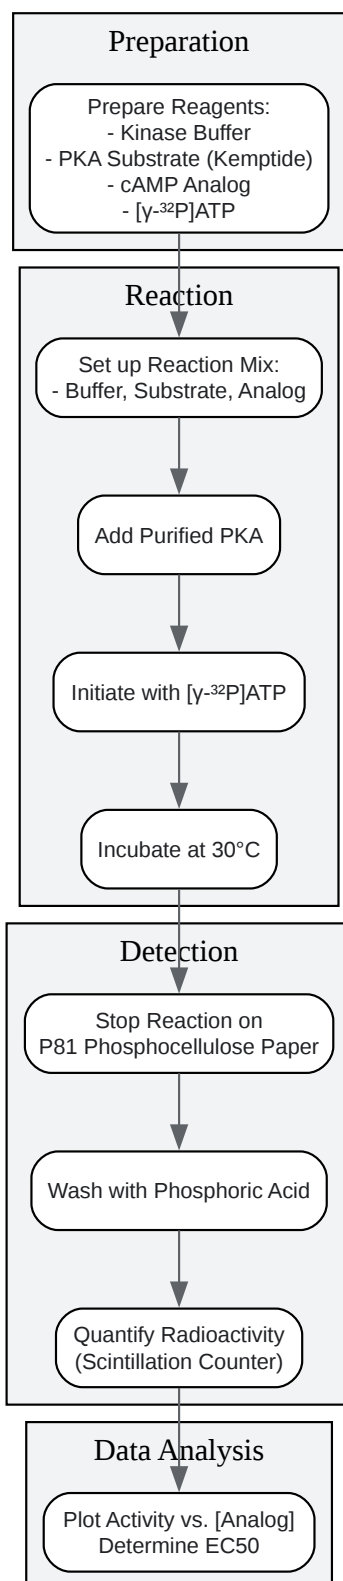 Preparation
Prepare Reagents:
- Kinase Buffer
- PKA Substrate (Kemptide)
- cAMP Analog
- [γ-³²P]ATP
Reaction
Set up Reaction Mix:
- Buffer, Substrate, Analog
Add Purified PKA
Initiate with [γ-³²P]ATP
Incubate at 30°C
Detection
Stop Reaction on
P81 Phosphocellulose Paper
Wash with Phosphoric Acid
Quantify Radioactivity
(Scintillation Counter)
Data Analysis
Plot Activity vs. [Analog]
Determine EC50